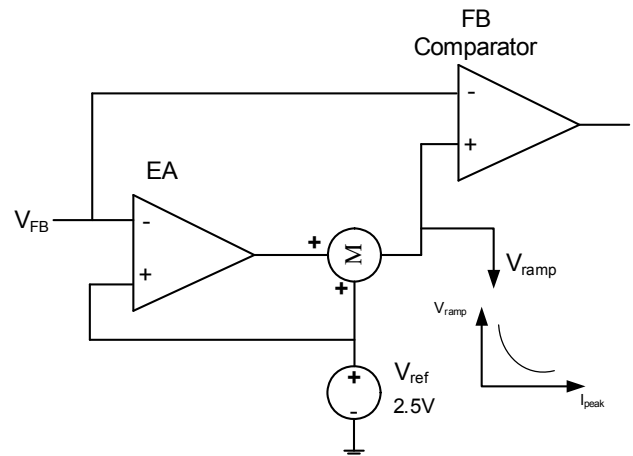 FB
Comparator
-
+
EA
V_FB
-
+
+
M
+
V_ramp
V_ramp
I_peak
+
V_ref
-
2.5V